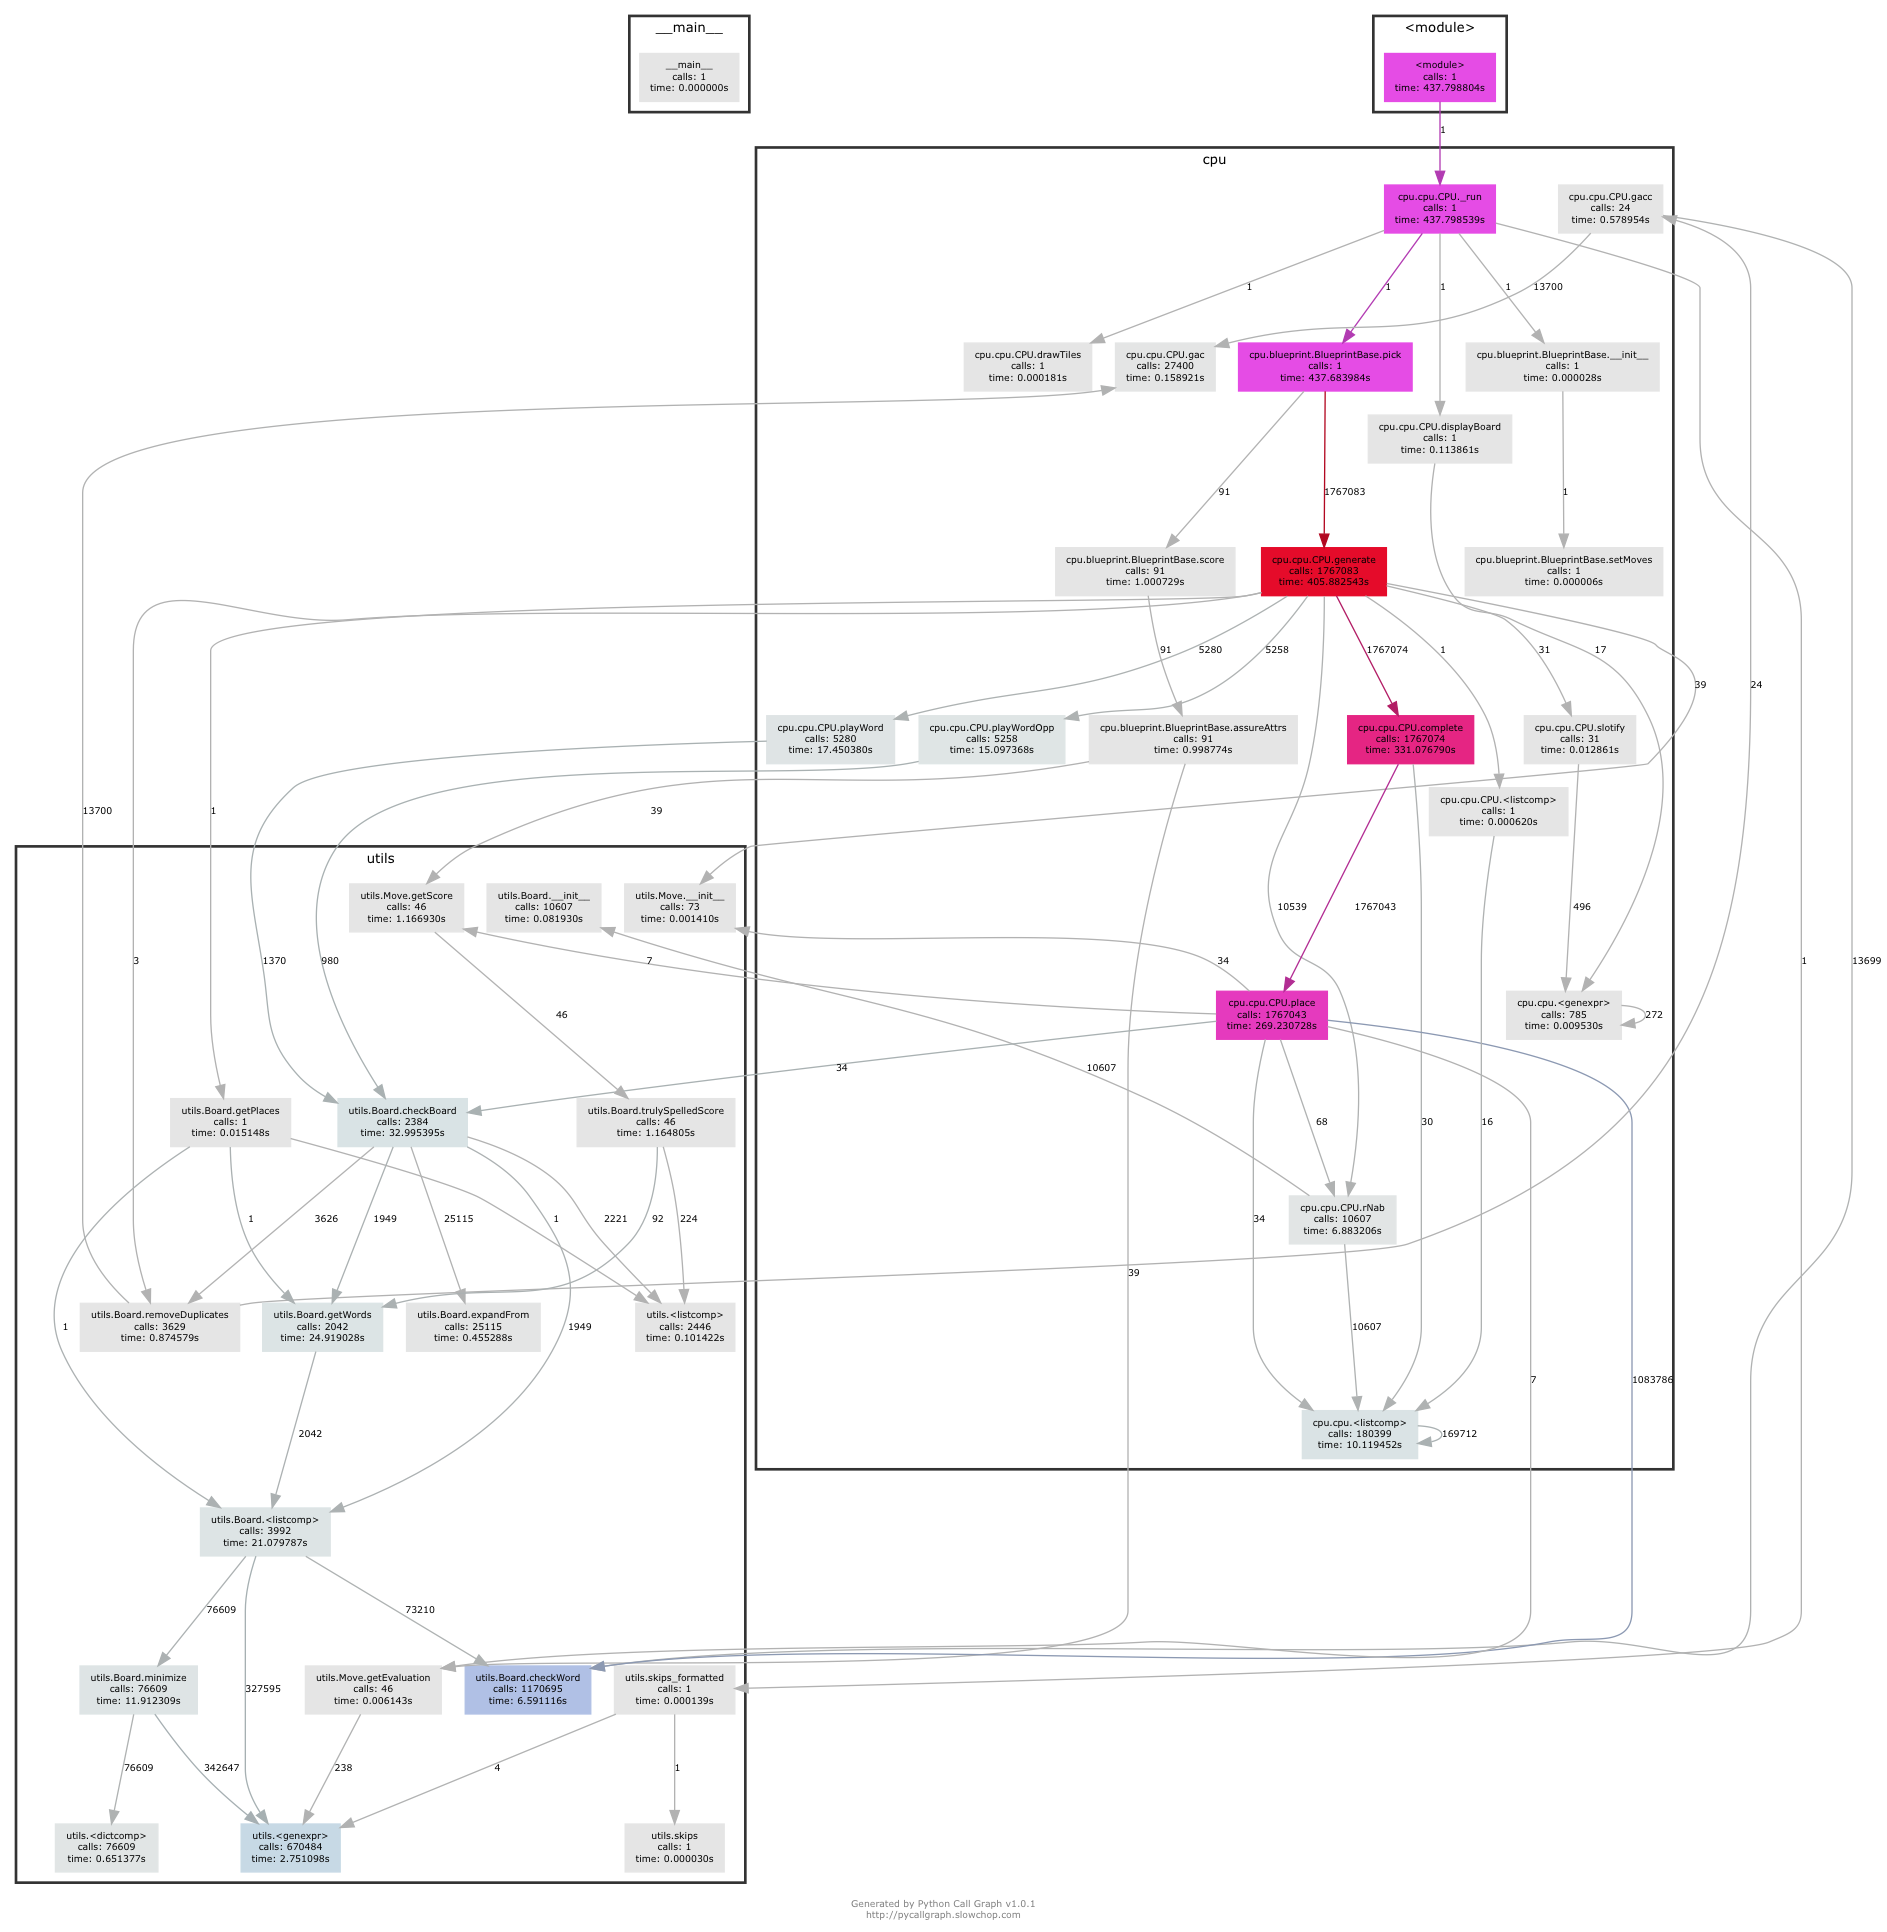 __main__
<module>
__main__
calls: 1
time: 0.000000s
<module>
calls: 1
time: 437.798804s
1
cpu
cpu.cpu.CPU._run
calls: 1
time: 437.798539s
cpu.cpu.CPU.gacc
calls: 24
time: 0.578954s
1
1
1
1
13700
cpu.cpu.CPU.drawTiles
calls: 1
time: 0.000181s
cpu.cpu.CPU.gac
calls: 27400
time: 0.158921s
cpu.blueprint.BlueprintBase.pick
calls: 1
time: 437.683984s
cpu.blueprint.BlueprintBase.__init__
calls: 1
time: 0.000028s
cpu.cpu.CPU.displayBoard
calls: 1
time: 0.113861s
91
1767083
1
cpu.blueprint.BlueprintBase.score
calls: 91
time: 1.000729s
cpu.cpu.CPU.generate
calls: 1767083
time: 405.882543s
cpu.blueprint.BlueprintBase.setMoves
calls: 1
time: 0.000006s
91
5280
5258
1767074
1
31
17
39
24
cpu.cpu.CPU.playWord
calls: 5280
time: 17.450380s
cpu.cpu.CPU.playWordOpp
calls: 5258
time: 15.097368s
cpu.blueprint.BlueprintBase.assureAttrs
calls: 91
time: 0.998774s
cpu.cpu.CPU.complete
calls: 1767074
time: 331.076790s
cpu.cpu.CPU.slotify
calls: 31
time: 0.012861s
cpu.cpu.CPU.<listcomp>
calls: 1
time: 0.000620s
13700
1
39
utils
utils.Move.getScore
calls: 46
time: 1.166930s
utils.Board.__init__
calls: 10607
time: 0.081930s
utils.Move.__init__
calls: 73
time: 0.001410s
10539
1767043
496
3
1370
980
7
34
1
13699
cpu.cpu.CPU.place
calls: 1767043
time: 269.230728s
cpu.cpu.<genexpr>
calls: 785
time: 0.009530s
272
46
34
10607
utils.Board.getPlaces
calls: 1
time: 0.015148s
utils.Board.checkBoard
calls: 2384
time: 32.995395s
utils.Board.trulySpelledScore
calls: 46
time: 1.164805s
68
30
16
1
3626
1949
25115
1
2221
92
224
34
cpu.cpu.CPU.rNab
calls: 10607
time: 6.883206s
39
utils.Board.removeDuplicates
calls: 3629
time: 0.874579s
utils.Board.getWords
calls: 2042
time: 24.919028s
utils.Board.expandFrom
calls: 25115
time: 0.455288s
utils.<listcomp>
calls: 2446
time: 0.101422s
1
1949
10607
7
1083786
2042
cpu.cpu.<listcomp>
calls: 180399
time: 10.119452s
169712
utils.Board.<listcomp>
calls: 3992
time: 21.079787s
76609
73210
utils.Board.minimize
calls: 76609
time: 11.912309s
327595
utils.Move.getEvaluation
calls: 46
time: 0.006143s
utils.Board.checkWord
calls: 1170695
time: 6.591116s
utils.skips_formatted
calls: 1
time: 0.000139s
76609
342647
238
4
1
utils.<dictcomp>
calls: 76609
time: 0.651377s
utils.<genexpr>
calls: 670484
time: 2.751098s
utils.skips
calls: 1
time: 0.000030s
Generated by Python Call Graph v1.0.1
http://pycallgraph.slowchop.com